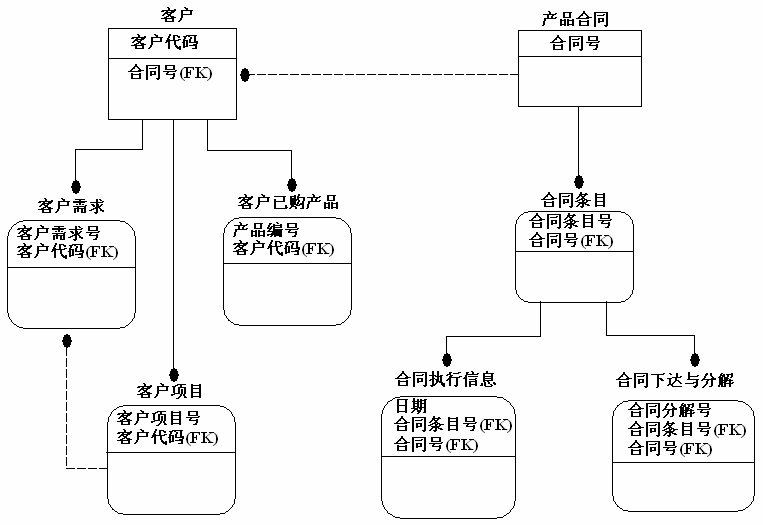 客户
客户代码
合同号(FK)
产品合同
合同号
客户需求
客户需求号
客户代码(FK)
客户已购产品
产品编号
客户代码(FK)
合同条目
合同条目号
合同号(FK)
客户项目
客户项目号
客户代码(FK)
合同执行信息
日期
合同条目号(FK)
合同号(FK)
合同下达与分解
合同分解号
合同条目号(FK)
合同号(FK)